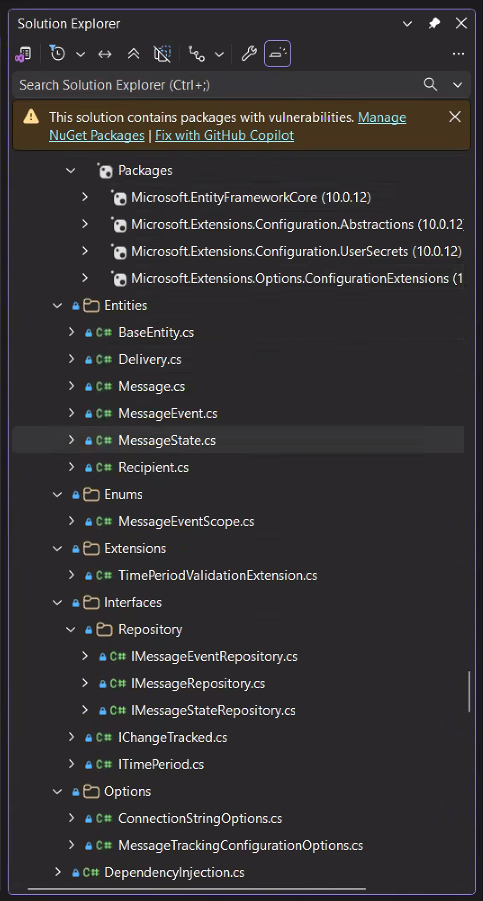 Solution Explorer
Search Solution Explorer (Ctrl+;)
This solution contains packages with vulnerabilities. Manage
NuGet Packages | Fix with GitHub Copilot
Packages
Microsoft.EntityFrameworkCore (10.0.12)
Microsoft.Extensions.Configuration.Abstractions (10.0.12)
Microsoft.Extensions.Configuration.UserSecrets (10.0.12)
Microsoft.Extensions.Options.ConfigurationExtensions (1
Entities
C# BaseEntity.cs
C# Delivery.cs
C# Message.cs
C# MessageEvent.cs
C# MessageState.cs
C# Recipient.cs
Enums
C# MessageEventScope.cs
Extensions
C# TimePeriodValidationExtension.cs
Interfaces
Repository
C# IMessageEventRepository.cs
C# IMessageRepository.cs
C# IMessageStateRepository.cs
C# IChangeTracked.cs
C# ITimePeriod.cs
Options
C# ConnectionStringOptions.cs
C# MessageTrackingConfigurationOptions.cs
C# DependencyInjection.cs